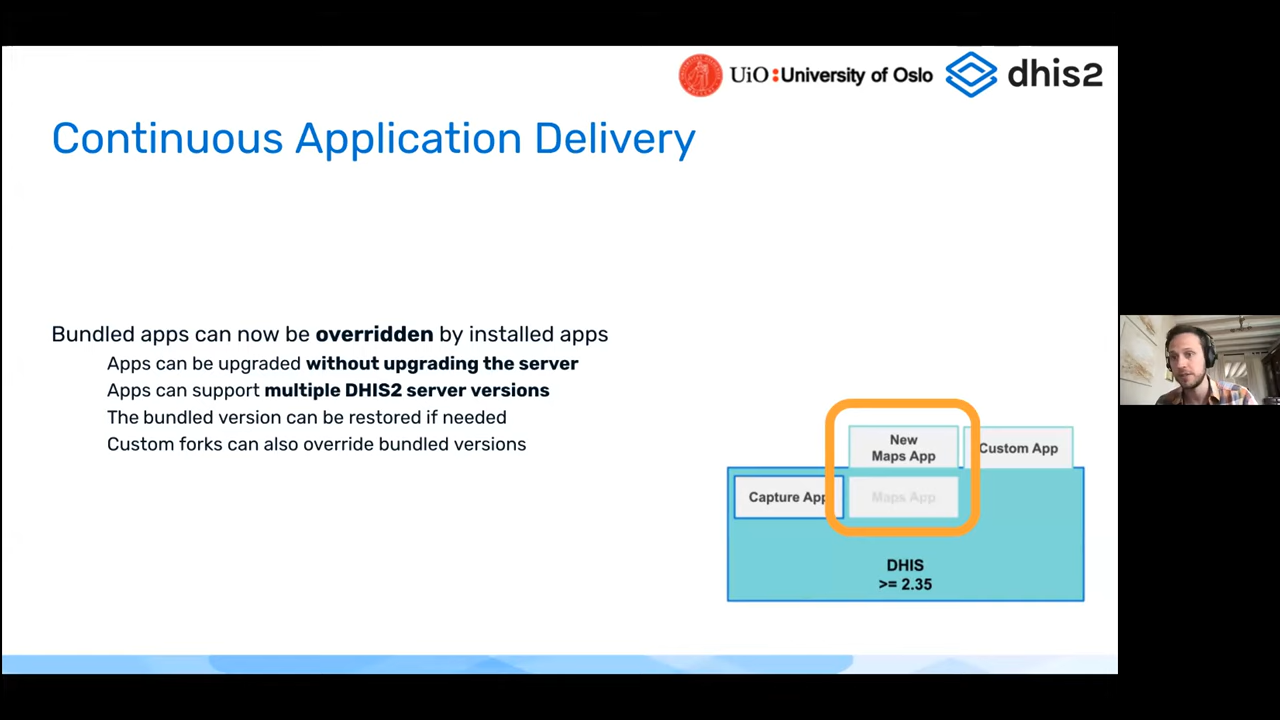 UiO:University of Oslo
dhis2
Continuous Application Delivery
Bundled apps can now be overridden by installed apps
Apps can be upgraded without upgrading the server
Apps can support multiple DHIS2 server versions
The bundled version can be restored if needed
Custom forks can also override bundled versions
New
Maps App
Custom App
Capture App
Maps App
DHIS
>= 2.35